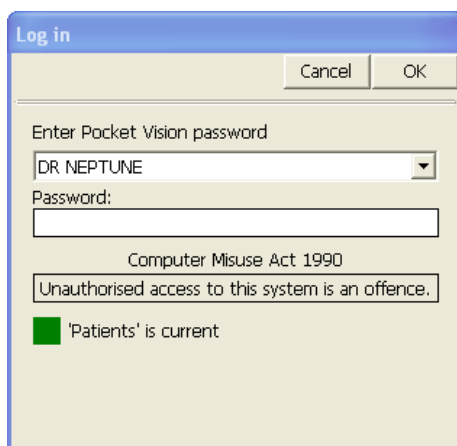 Log in
Cancel OK
Enter Pocket Vision password
DR NEPTUNE
Password:
Computer Misuse Act 1990
Unauthorised access to this system is an offence.
'Patients' is current